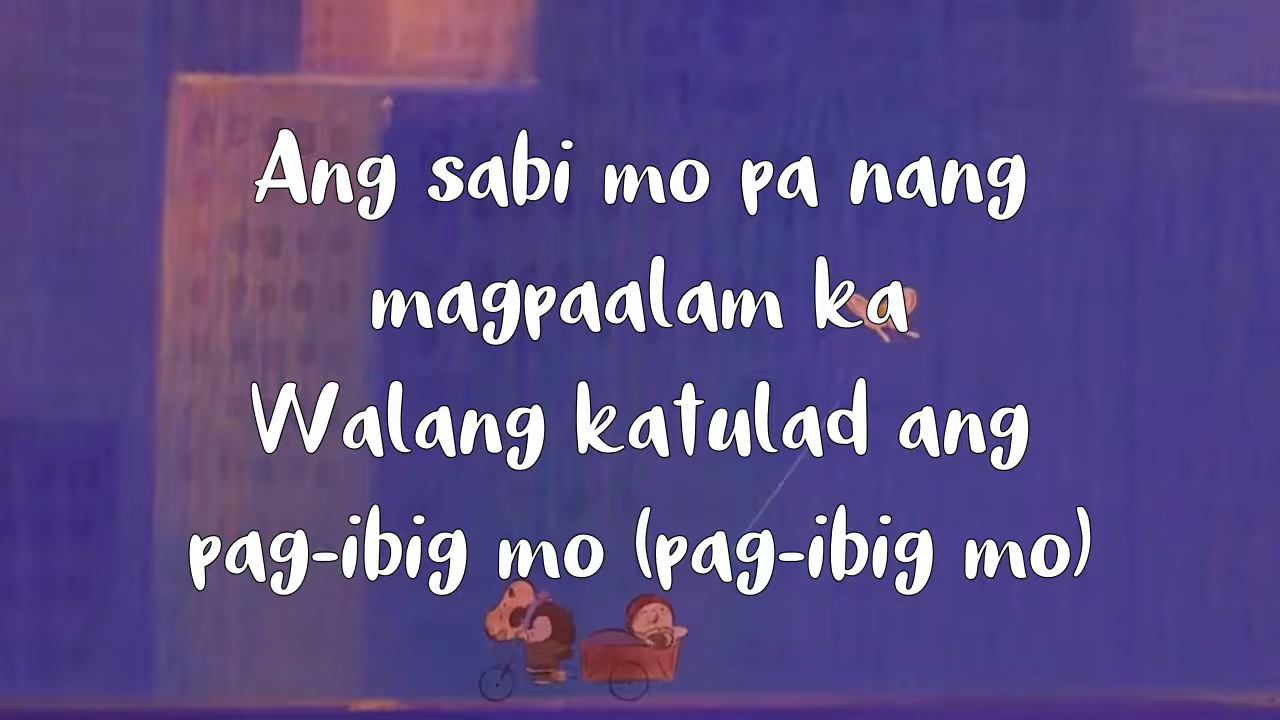 Ang sabi mo pa nang
magpaalam ka
Walang katulad ang
pag-ibig mo (pag-ibig mo)